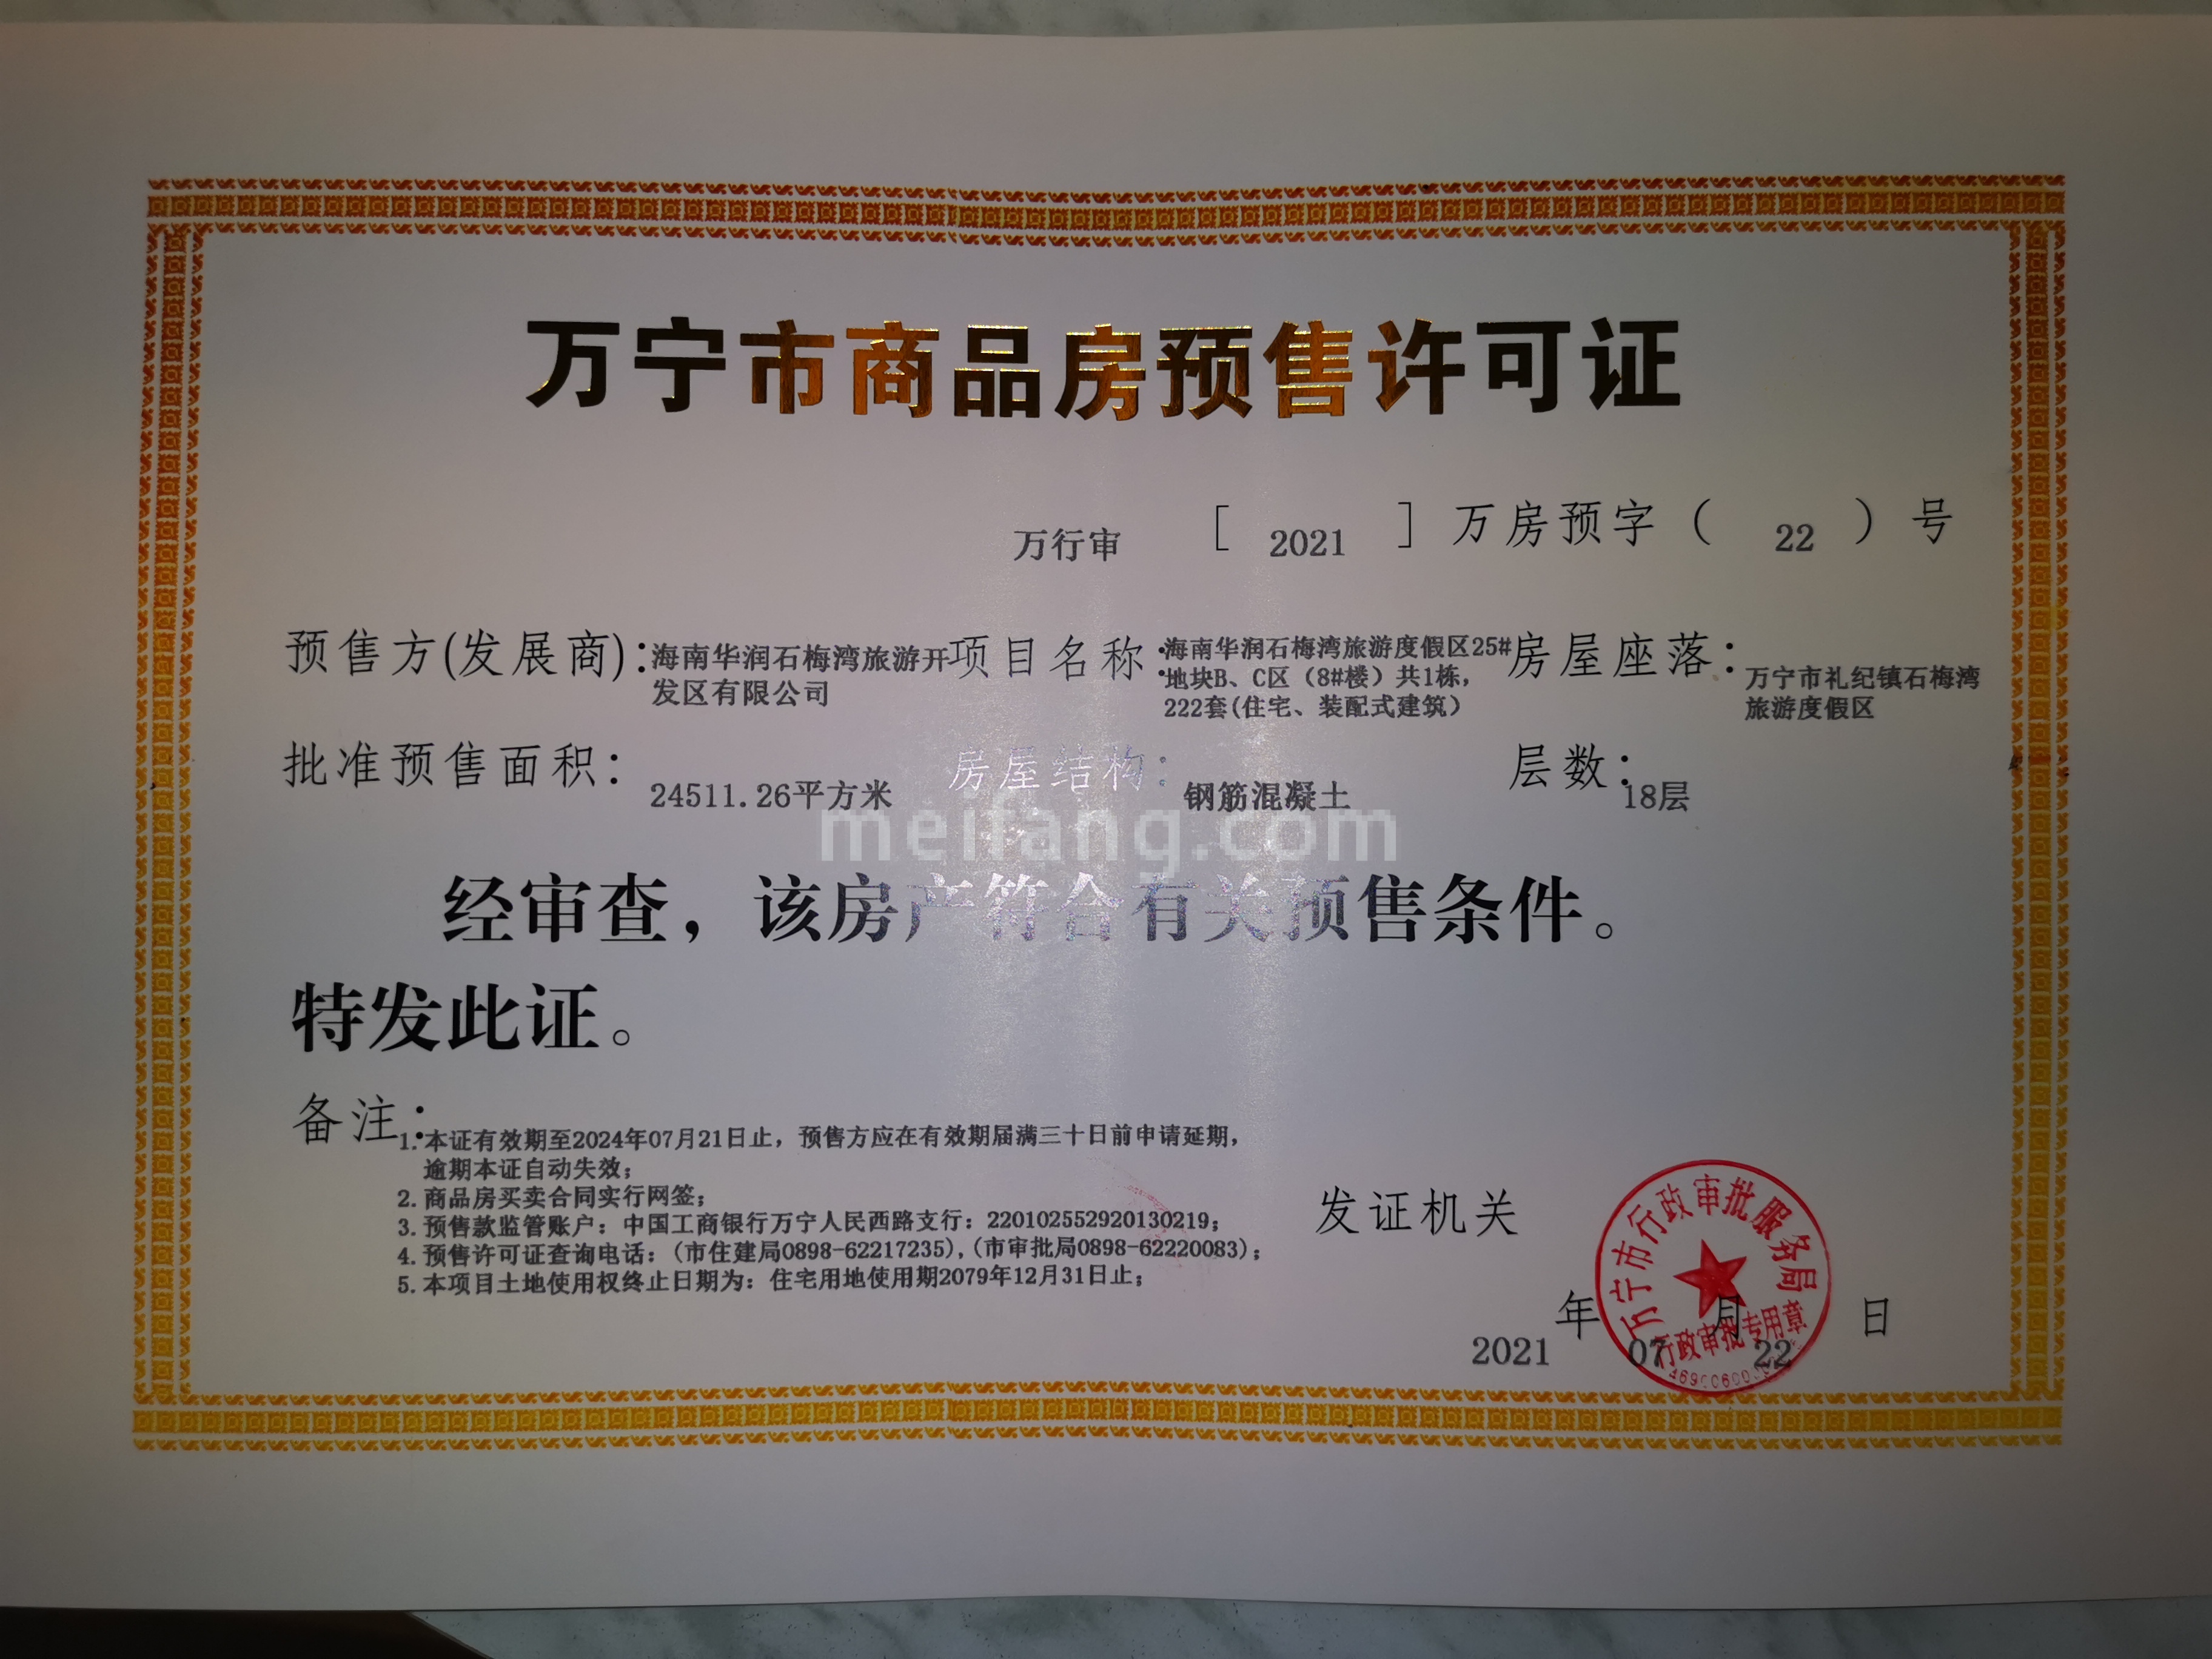 万宁市商品房预售许可证
万行审 [ 2021 ] 万房预字 ( 22 ) 号
预售方(发展商):海南华润石梅湾旅游开
发区有限公司
项目名称:海南华润石梅湾旅游度假区25#
地块B、C区（8#楼）共1栋，
222套(住宅、装配式建筑)
房屋座落:万宁市礼纪镇石梅湾
旅游度假区
批准预售面积: 24511.26平方米
房屋结构: 钢筋混凝土
层数:18层
meifang.com
经审查，该房产符合有关预售条件。
特发此证。
备注:
1.本证有效期至2024年07月21日止，预售方应在有效期届满三十日前申请延期，
逾期本证自动失效；
2.商品房买卖合同实行网签；
3.预售款监管账户：中国工商银行万宁人民西路支行：2201025529201​30219；
4.预售许可证查询电话：(市住建局0898-62217235),(市审批局0898-62220083)；
5.本项目土地使用权终止日期为：住宅用地使用期2079年12月31日止；
发证机关
万宁市行政审批服务局
行政审批专用章
2021 年 07 月 22 日